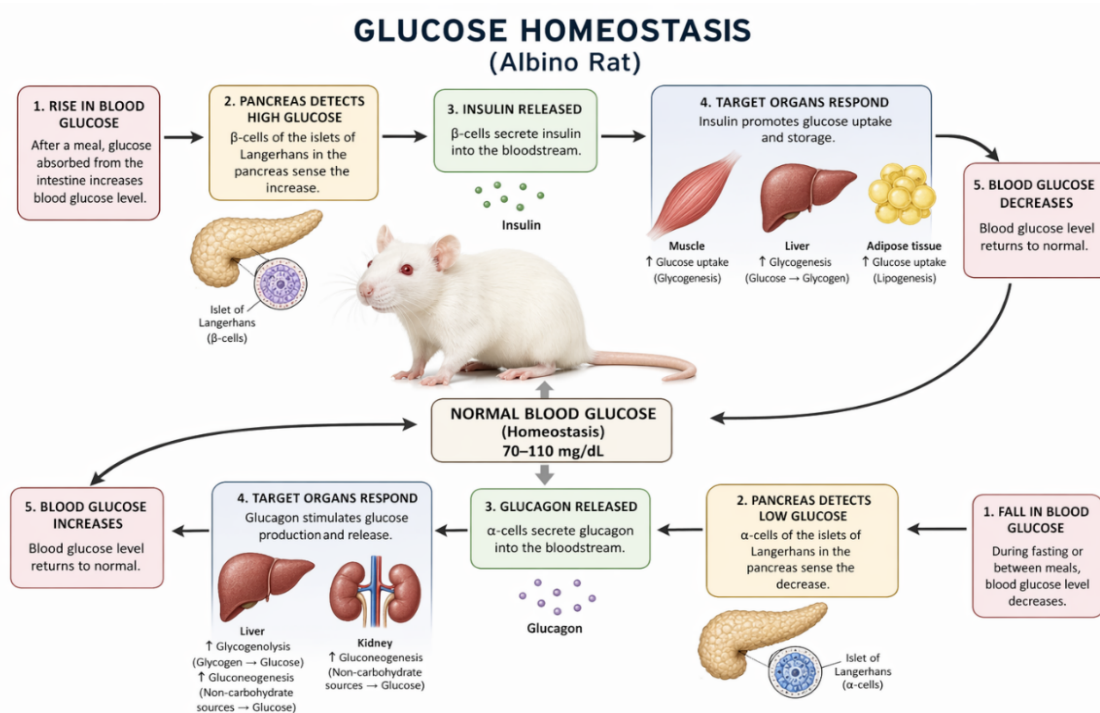 GLUCOSE HOMEOSTASIS
(Albino Rat)
1. RISE IN BLOOD
GLUCOSE
After a meal, glucose
absorbed from the
intestine increases
blood glucose level.
2. PANCREAS DETECTS
HIGH GLUCOSE
β-cells of the islets of
Langerhans in the
pancreas sense the
increase.
Islet of
Langerhans
(β-cells)
3. INSULIN RELEASED
β-cells secrete insulin
into the bloodstream.
Insulin
4. TARGET ORGANS RESPOND
Insulin promotes glucose uptake
and storage.
Muscle
↑ Glucose uptake
(Glycogenesis)
Liver
↑ Glycogenesis
(Glucose → Glycogen)
Adipose tissue
↑ Glucose uptake
(Lipogenesis)
5. BLOOD GLUCOSE
DECREASES
Blood glucose level
returns to normal.
NORMAL BLOOD GLUCOSE
(Homeostasis)
70–110 mg/dL
1. FALL IN BLOOD
GLUCOSE
During fasting or
between meals,
blood glucose level
decreases.
2. PANCREAS DETECTS
LOW GLUCOSE
α-cells of the islets of
Langerhans in the
pancreas sense the
decrease.
Islet of
Langerhans
(α-cells)
3. GLUCAGON RELEASED
α-cells secrete glucagon
into the bloodstream.
Glucagon
4. TARGET ORGANS RESPOND
Glucagon stimulates glucose
production and release.
Liver
↑ Glycogenolysis
(Glycogen → Glucose)
↑ Gluconeogenesis
(Non-carbohydrate
sources → Glucose)
Kidney
↑ Gluconeogenesis
(Non-carbohydrate
sources → Glucose)
5. BLOOD GLUCOSE
INCREASES
Blood glucose level
returns to normal.